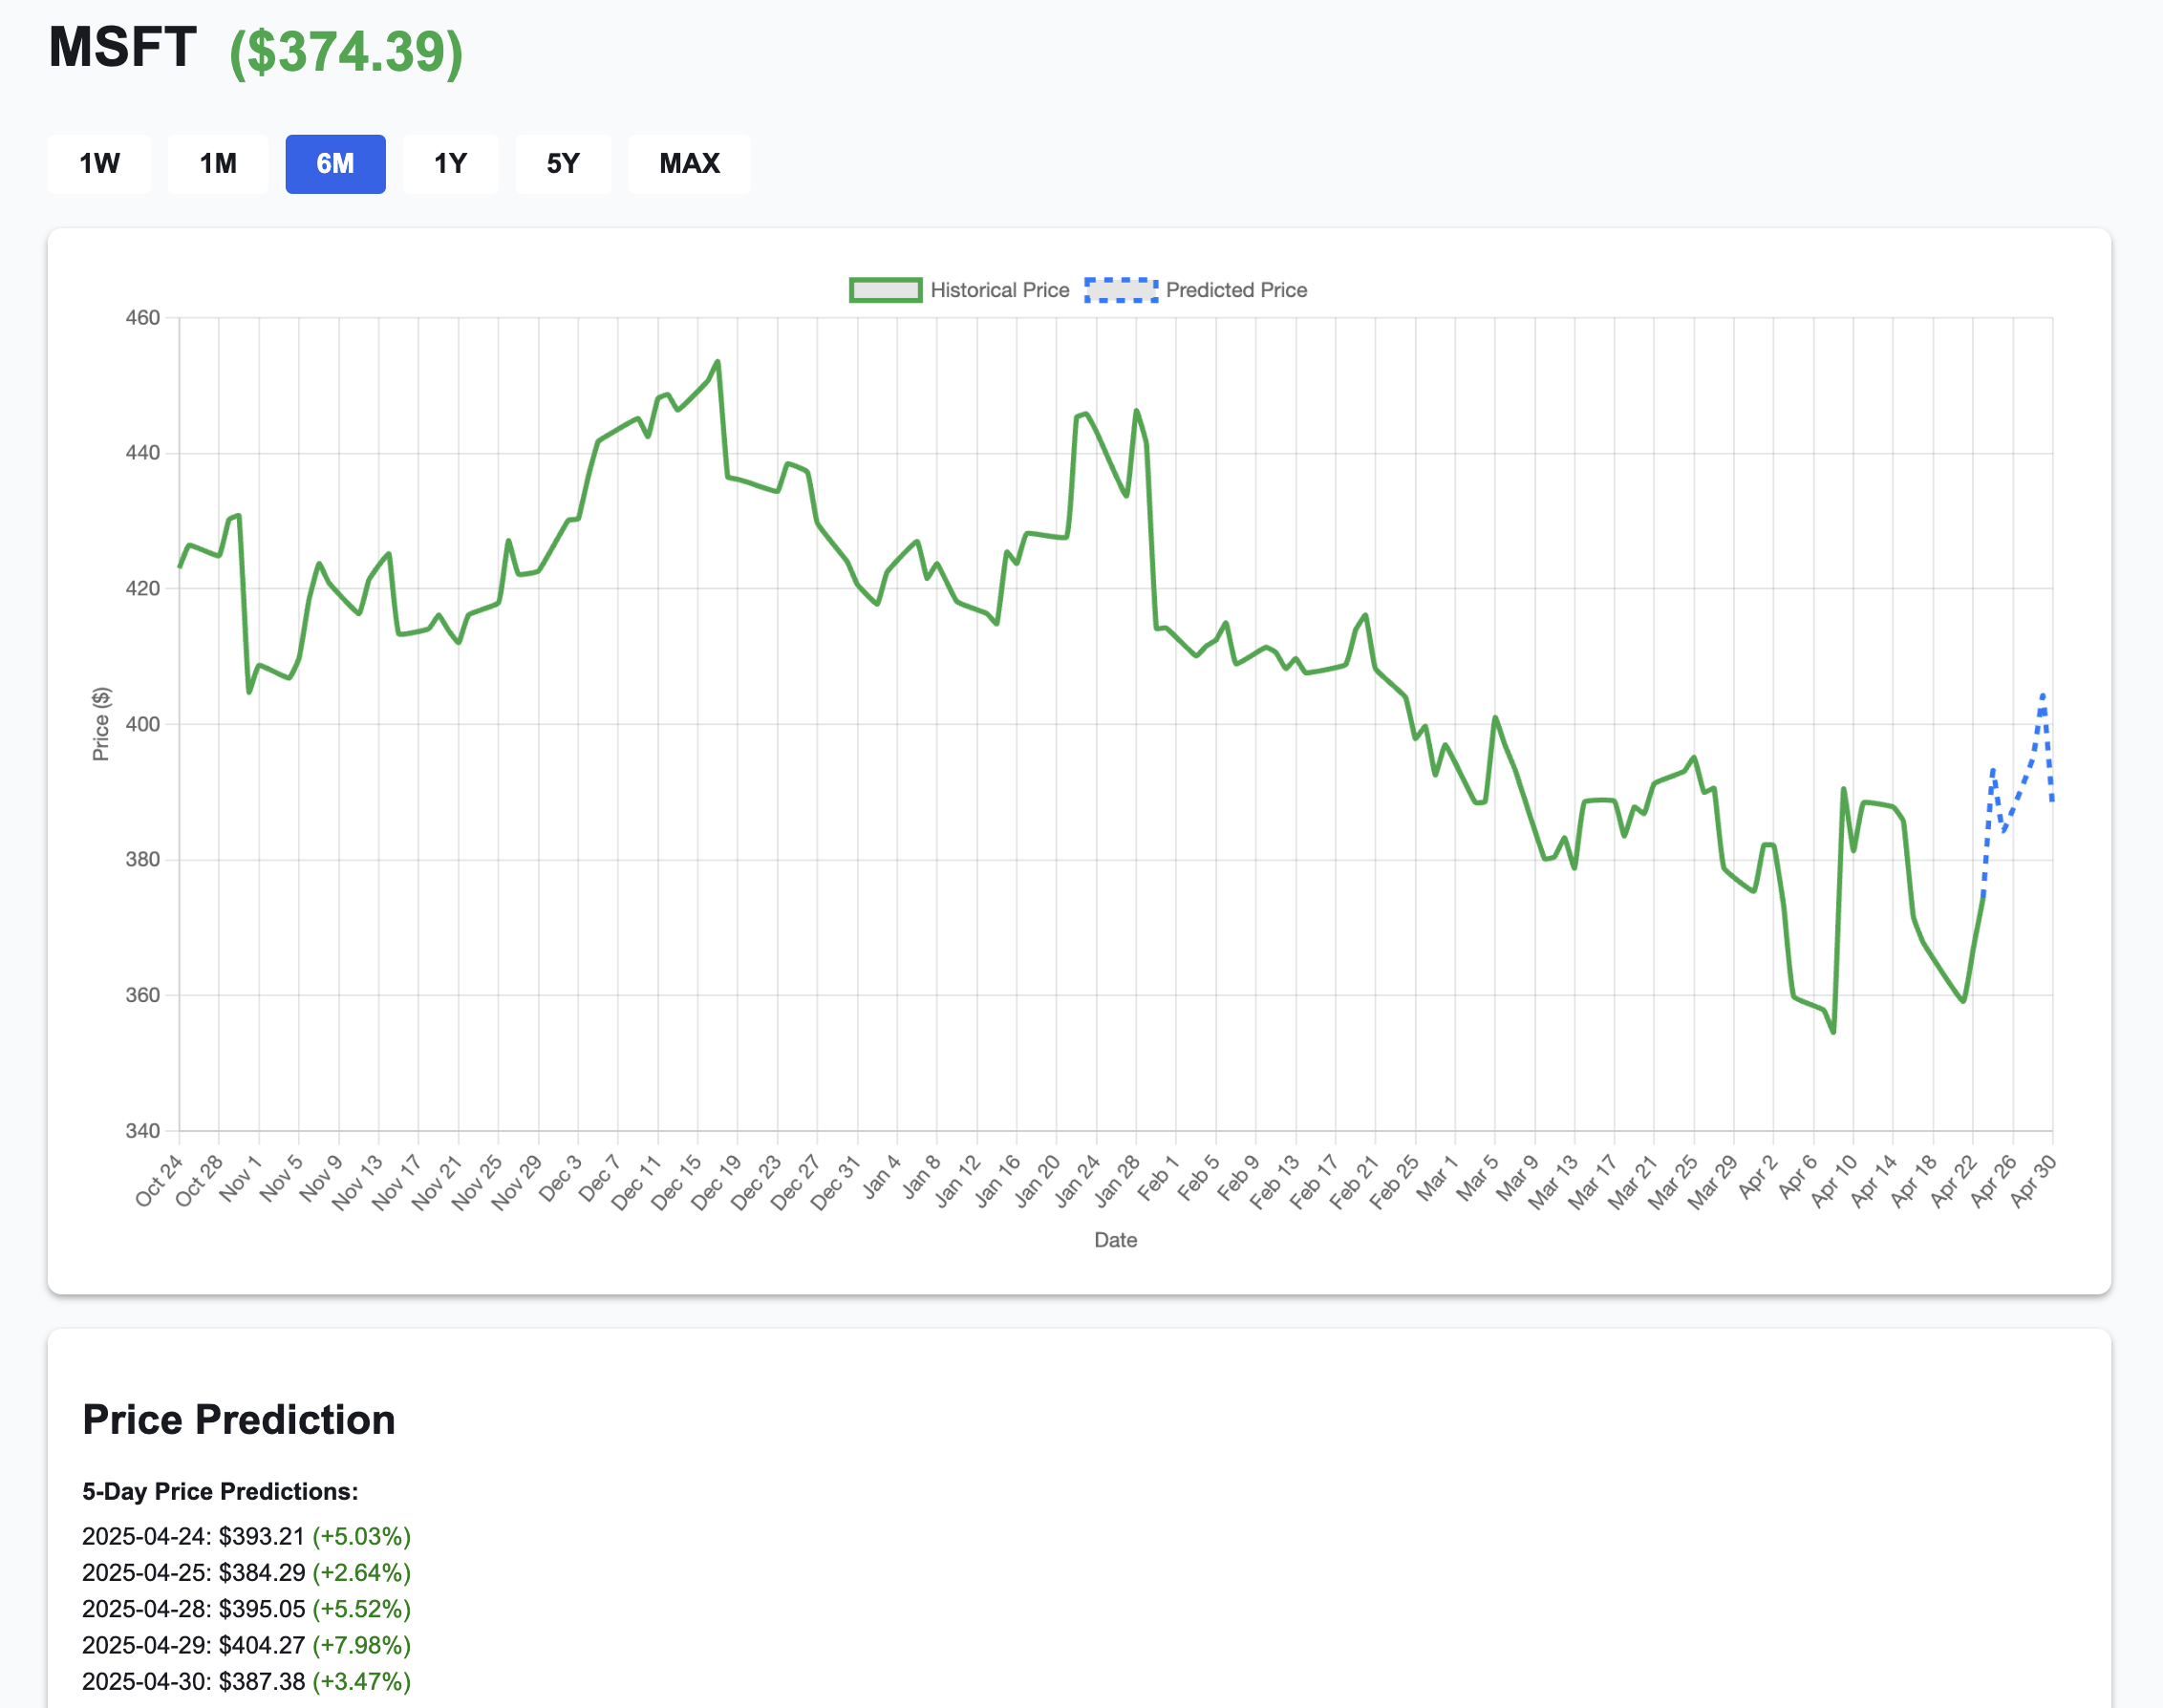 MSFT ($374.39)
1W 1M 6M 1Y 5Y MAX
Historical Price Predicted Price
460
440
420
400
380
360
340
Price ($)
Oct 24 Oct 28 Nov 1 Nov 5 Nov 9 Nov 13 Nov 17 Nov 21 Nov 25 Nov 29 Dec 3 Dec 7 Dec 11 Dec 15 Dec 19 Dec 23 Dec 27 Dec 31 Jan 4 Jan 8 Jan 12 Jan 16 Jan 20 Jan 24 Jan 28 Feb 1 Feb 5 Feb 9 Feb 13 Feb 17 Feb 21 Feb 25 Mar 1 Mar 5 Mar 9 Mar 13 Mar 17 Mar 21 Mar 25 Mar 29 Apr 2 Apr 6 Apr 10 Apr 14 Apr 18 Apr 22 Apr 26 Apr 30
Date
Price Prediction
5-Day Price Predictions:
2025-04-24: $393.21 (+5.03%)
2025-04-25: $384.29 (+2.64%)
2025-04-28: $395.05 (+5.52%)
2025-04-29: $404.27 (+7.98%)
2025-04-30: $387.38 (+3.47%)